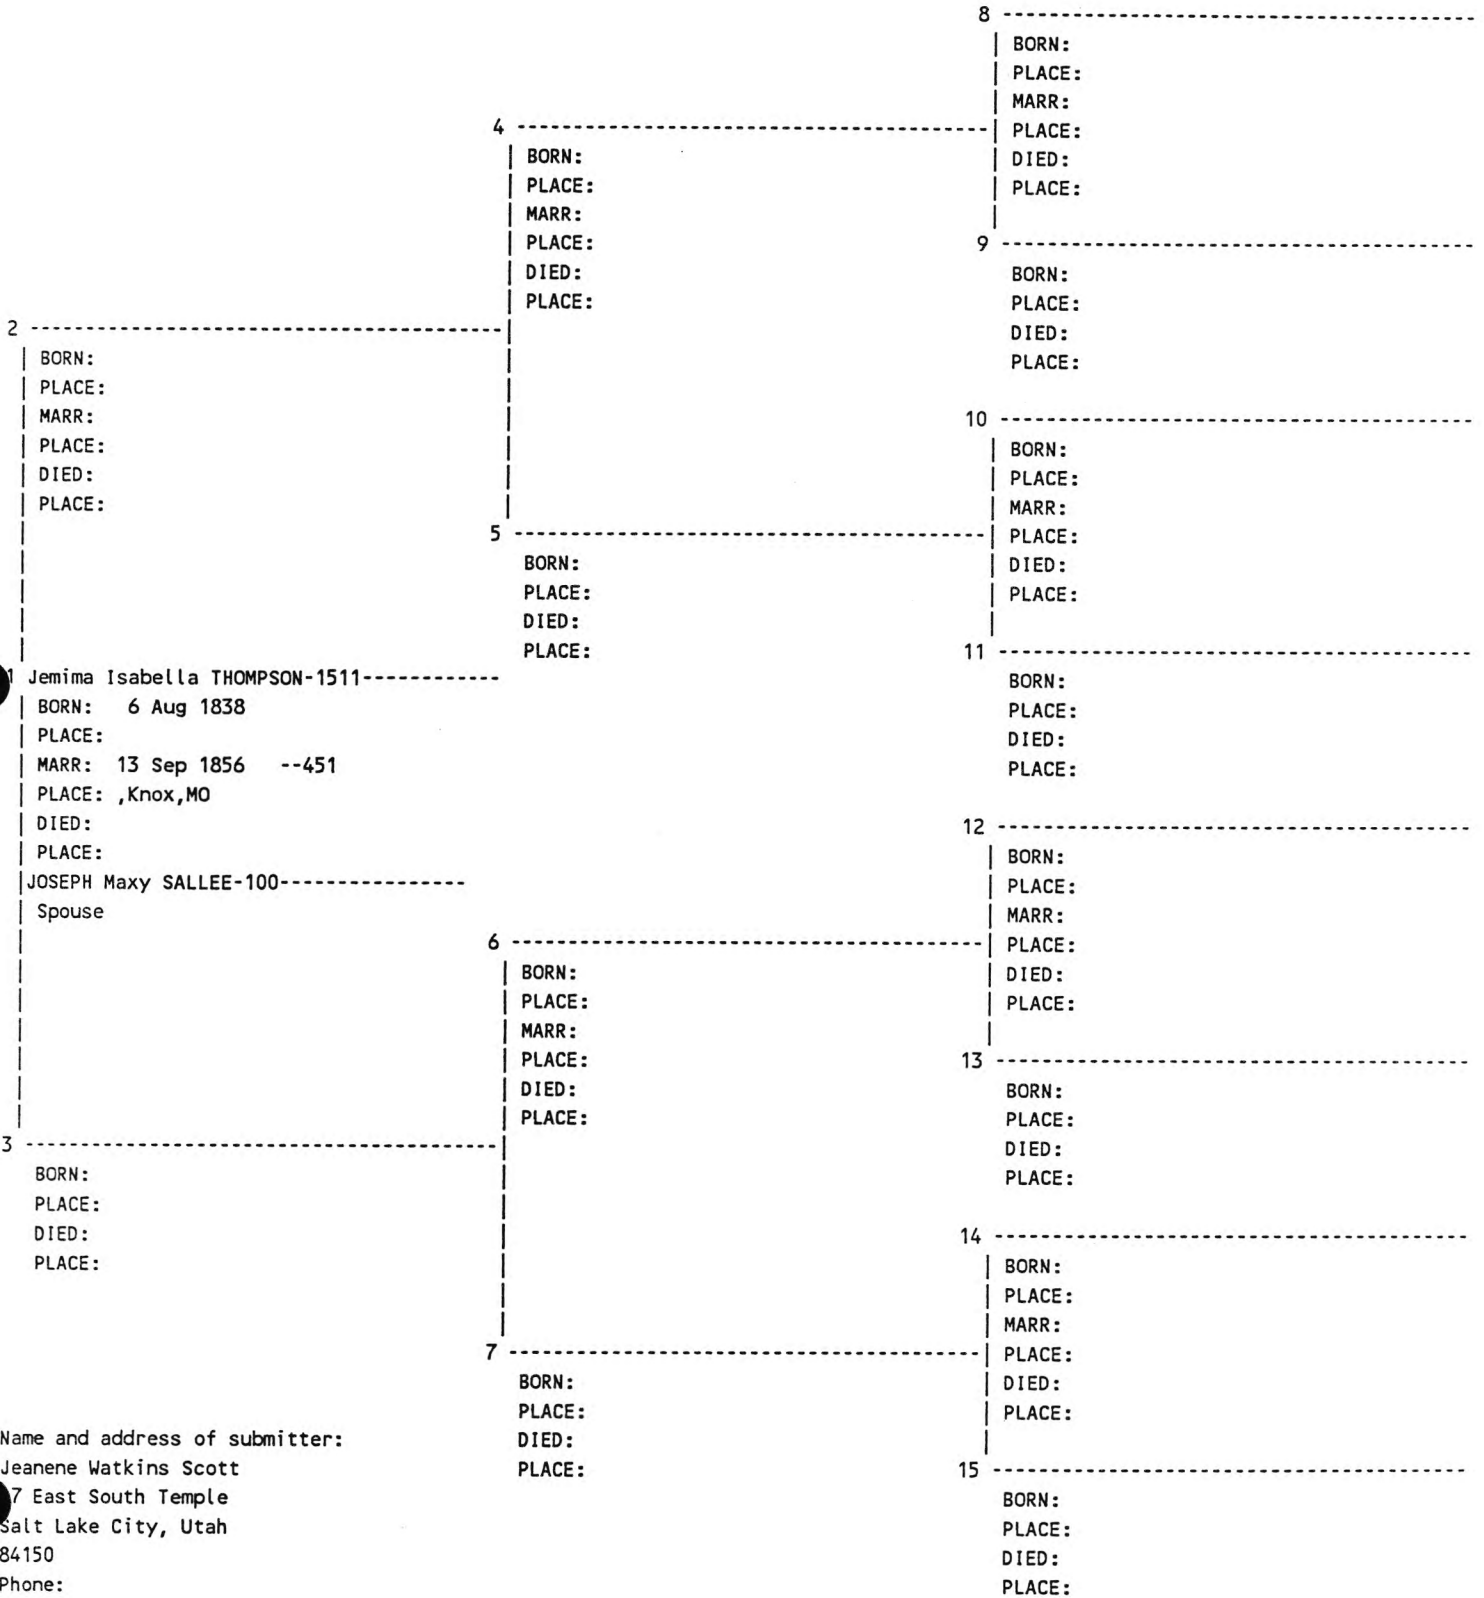 2 ----------------------------------------
BORN:
PLACE:
MARR:
PLACE:
DIED:
PLACE:
1 Jemima Isabella THOMPSON-1511------------
BORN: 6 Aug 1838
PLACE:
MARR: 13 Sep 1856 --451
PLACE: ,Knox,MO
DIED:
PLACE:
JOSEPH Maxy SALLEE-100----------------
Spouse
3 ----------------------------------------
BORN:
PLACE:
DIED:
PLACE:
Name and address of submitter:
Jeanene Watkins Scott
7 East South Temple
Salt Lake City, Utah
84150
Phone:
4 ----------------------------------------
BORN:
PLACE:
MARR:
PLACE:
DIED:
PLACE:
5 ----------------------------------------
BORN:
PLACE:
DIED:
PLACE:
6 ----------------------------------------
BORN:
PLACE:
MARR:
PLACE:
DIED:
PLACE:
7 ----------------------------------------
BORN:
PLACE:
DIED:
PLACE:
8 ----------------------------------------
BORN:
PLACE:
MARR:
PLACE:
DIED:
PLACE:
9 ----------------------------------------
BORN:
PLACE:
DIED:
PLACE:
10 ----------------------------------------
BORN:
PLACE:
MARR:
PLACE:
DIED:
PLACE:
11 ----------------------------------------
BORN:
PLACE:
DIED:
PLACE:
12 ----------------------------------------
BORN:
PLACE:
MARR:
PLACE:
DIED:
PLACE:
13 ----------------------------------------
BORN:
PLACE:
DIED:
PLACE:
14 ----------------------------------------
BORN:
PLACE:
MARR:
PLACE:
DIED:
PLACE:
15 ----------------------------------------
BORN:
PLACE:
DIED:
PLACE: